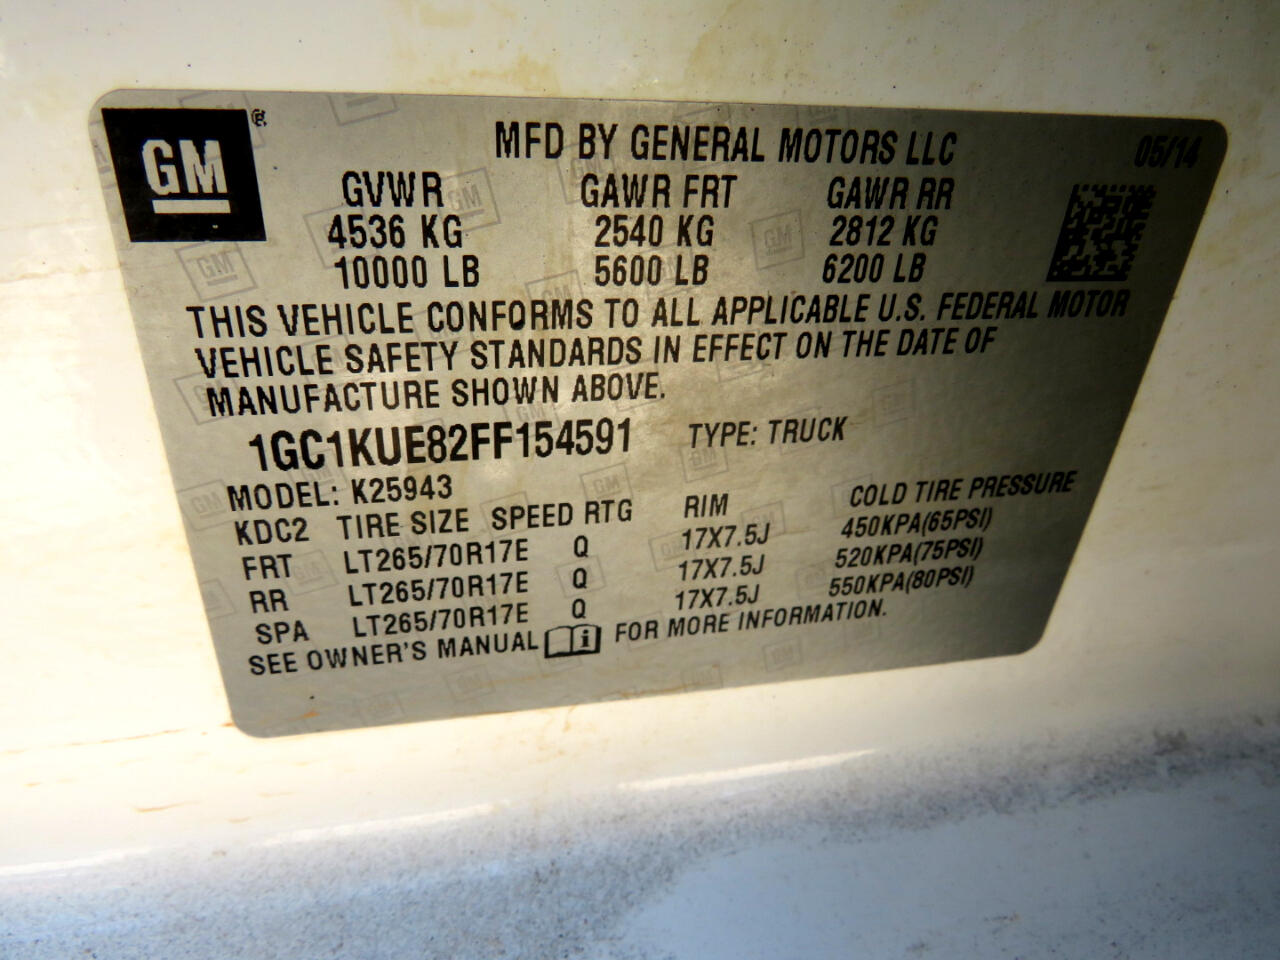 GM ®
MFD BY GENERAL MOTORS LLC 05/14
GVWR GAWR FRT GAWR RR
4536 KG 2540 KG 2812 KG
10000 LB 5600 LB 6200 LB
THIS VEHICLE CONFORMS TO ALL APPLICABLE U.S. FEDERAL MOTOR
VEHICLE SAFETY STANDARDS IN EFFECT ON THE DATE OF
MANUFACTURE SHOWN ABOVE.
1GC1KUE82FF154591 TYPE: TRUCK
MODEL: K25943
KDC2 TIRE SIZE SPEED RTG RIM COLD TIRE PRESSURE
FRT LT265/70R17E Q 17X7.5J 450KPA(65PSI)
RR LT265/70R17E Q 17X7.5J 520KPA(75PSI)
SPA LT265/70R17E Q 17X7.5J 550KPA(80PSI)
SEE OWNER'S MANUAL i FOR MORE INFORMATION.